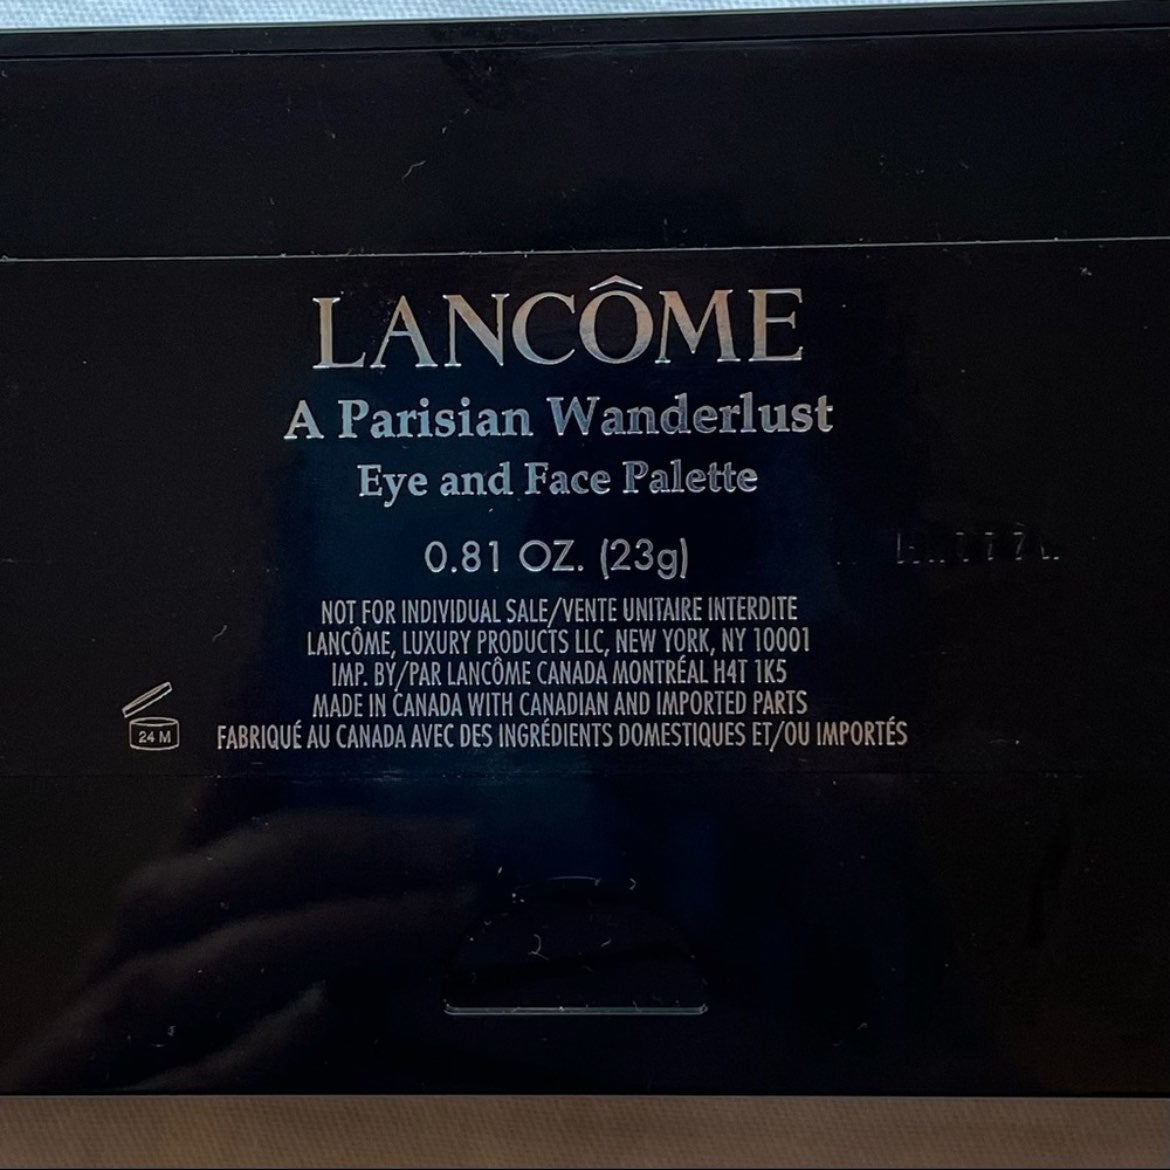 LANCÔME
A Parisian Wanderlust
Eye and Face Palette
0.81 OZ. (23g)
NOT FOR INDIVIDUAL SALE/VENTE UNITAIRE INTERDITE
LANCÔME, LUXURY PRODUCTS LLC, NEW YORK, NY 10001
IMP. BY/PAR LANCÔME CANADA MONTRÉAL H4T 1K5
MADE IN CANADA WITH CANADIAN AND IMPORTED PARTS
24 M
FABRIQUÉ AU CANADA AVEC DES INGRÉDIENTS DOMESTIQUES ET/OU IMPORTÉS